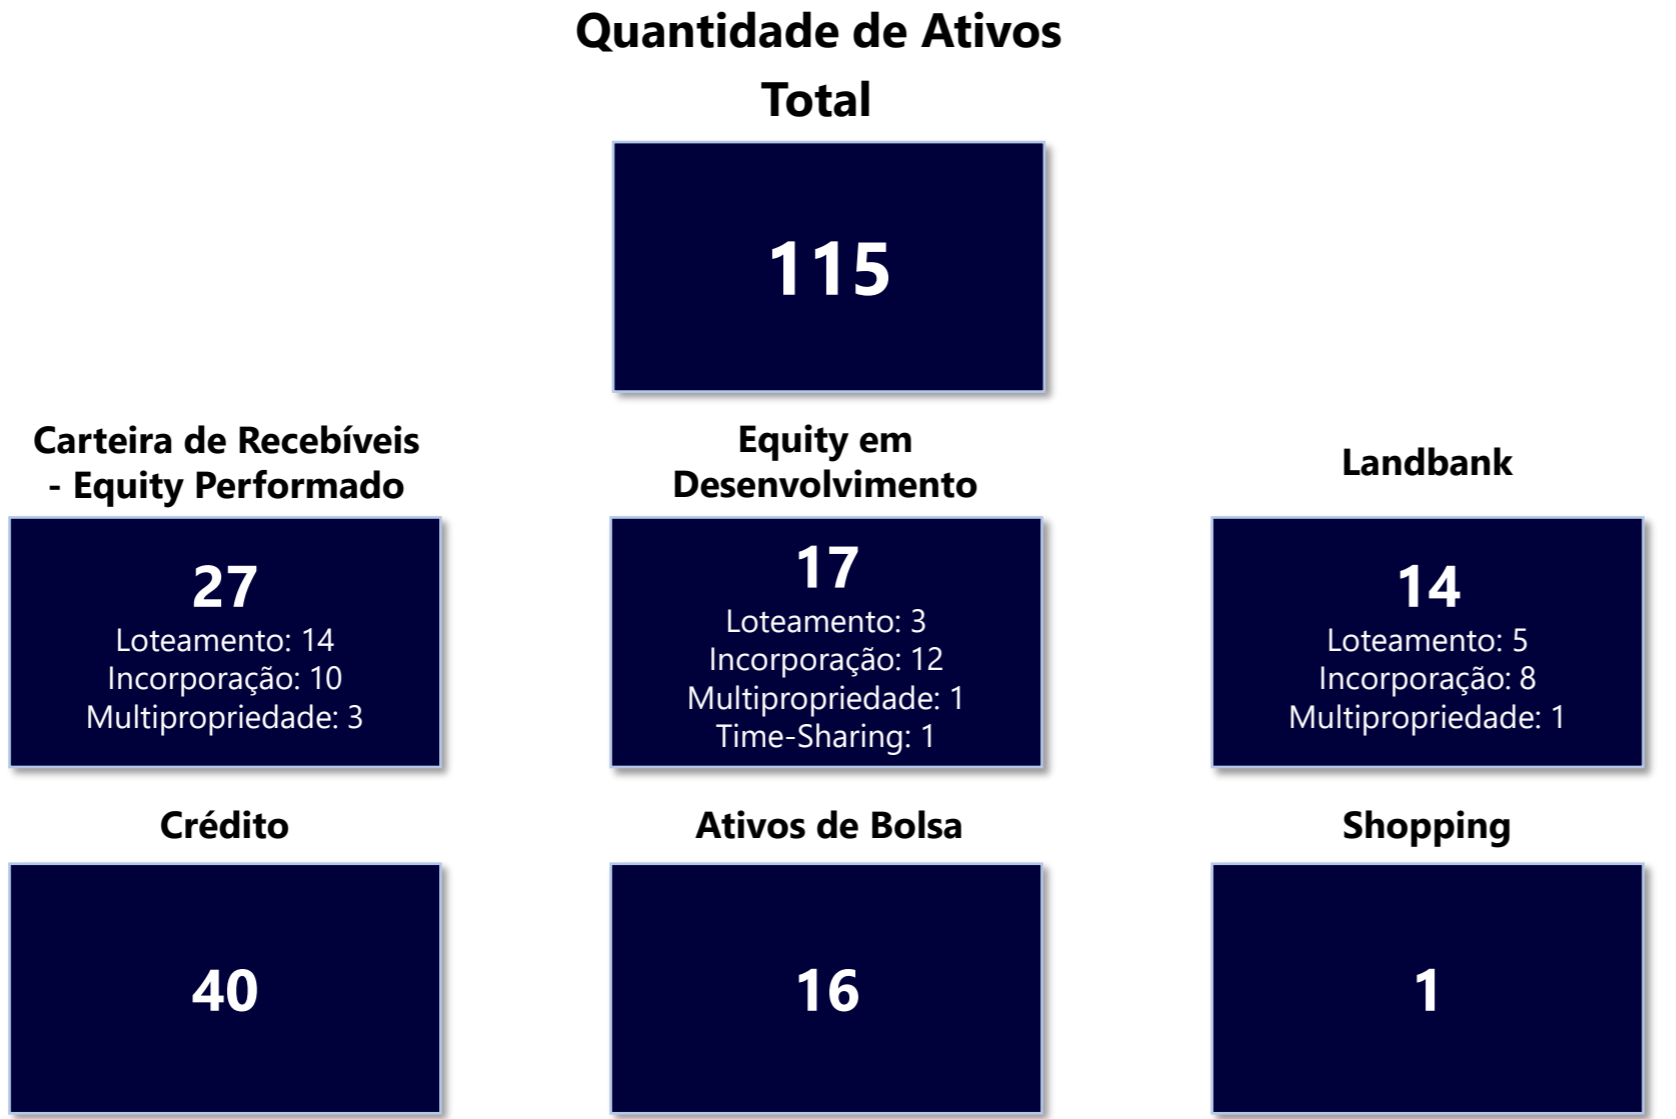 Quantidade de Ativos
Total
115
Carteira de Recebíveis
- Equity Performado
27
Loteamento: 14
Incorporação: 10
Multipropriedade: 3
Equity em
Desenvolvimento
17
Loteamento: 3
Incorporação: 12
Multipropriedade: 1
Time-Sharing: 1
Landbank
14
Loteamento: 5
Incorporação: 8
Multipropriedade: 1
Crédito
40
Ativos de Bolsa
16
Shopping
1